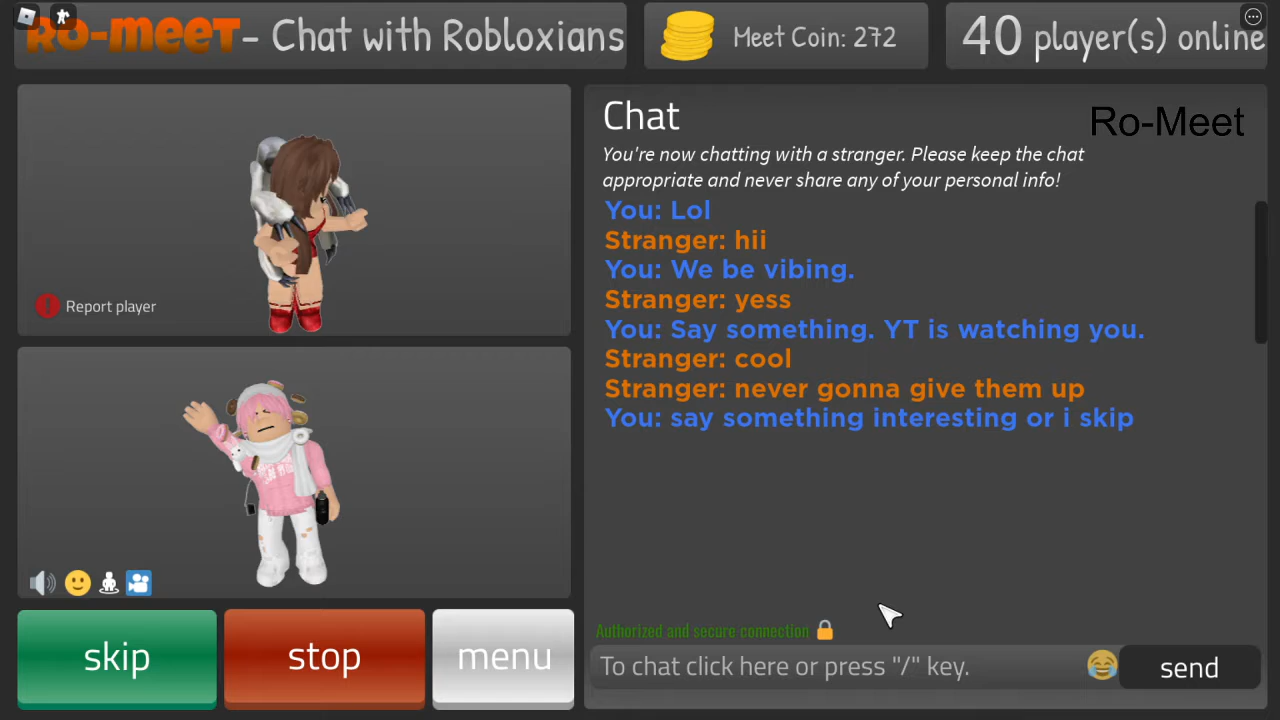 RO-meet - Chat with Robloxians
Meet Coin: 272
40 player(s) online
Chat
Ro-Meet
You're now chatting with a stranger. Please keep the chat
appropriate and never share any of your personal info!
You: Lol
Stranger: hii
You: We be vibing.
Stranger: yess
You: Say something. YT is watching you.
Stranger: cool
Stranger: never gonna give them up
You: say something interesting or i skip
Report player
Authorized and secure connection
To chat click here or press "/" key.
send
skip
stop
menu